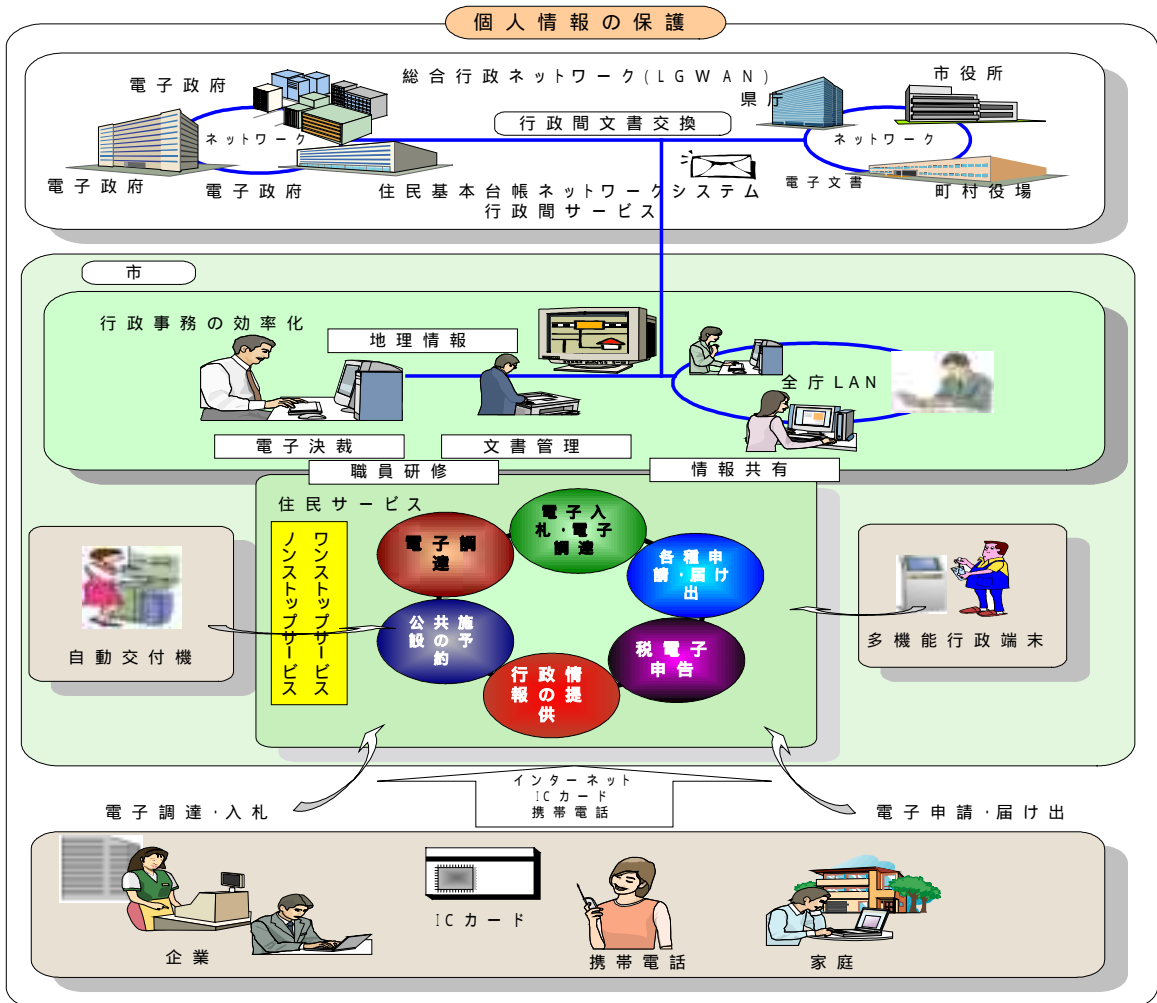 個人情報の保護
電子政府
総合行政ネットワーク(LGWAN)
県庁
市役所
行政間文書交換
ネットワーク
ネットワーク
電子政府
電子政府
住民基本台帳ネットワークシステム
行政間サービス
電子文書
町村役場
市
行政事務の効率化
地理情報
全庁LAN
電子決裁
文書管理
職員研修
情報共有
住民サービス
ワンストップサービス
ノンストップサービス
電子調
達
電子入
札・電子
調達
各種申
請・届け
出
公共施
設の予
約
税電子
申告
行政情
報の提
供
自動交付機
多機能行政端末
インターネット
ICカード
携帯電話
電子調達・入札
電子申請・届け出
企業
ICカード
携帯電話
家庭